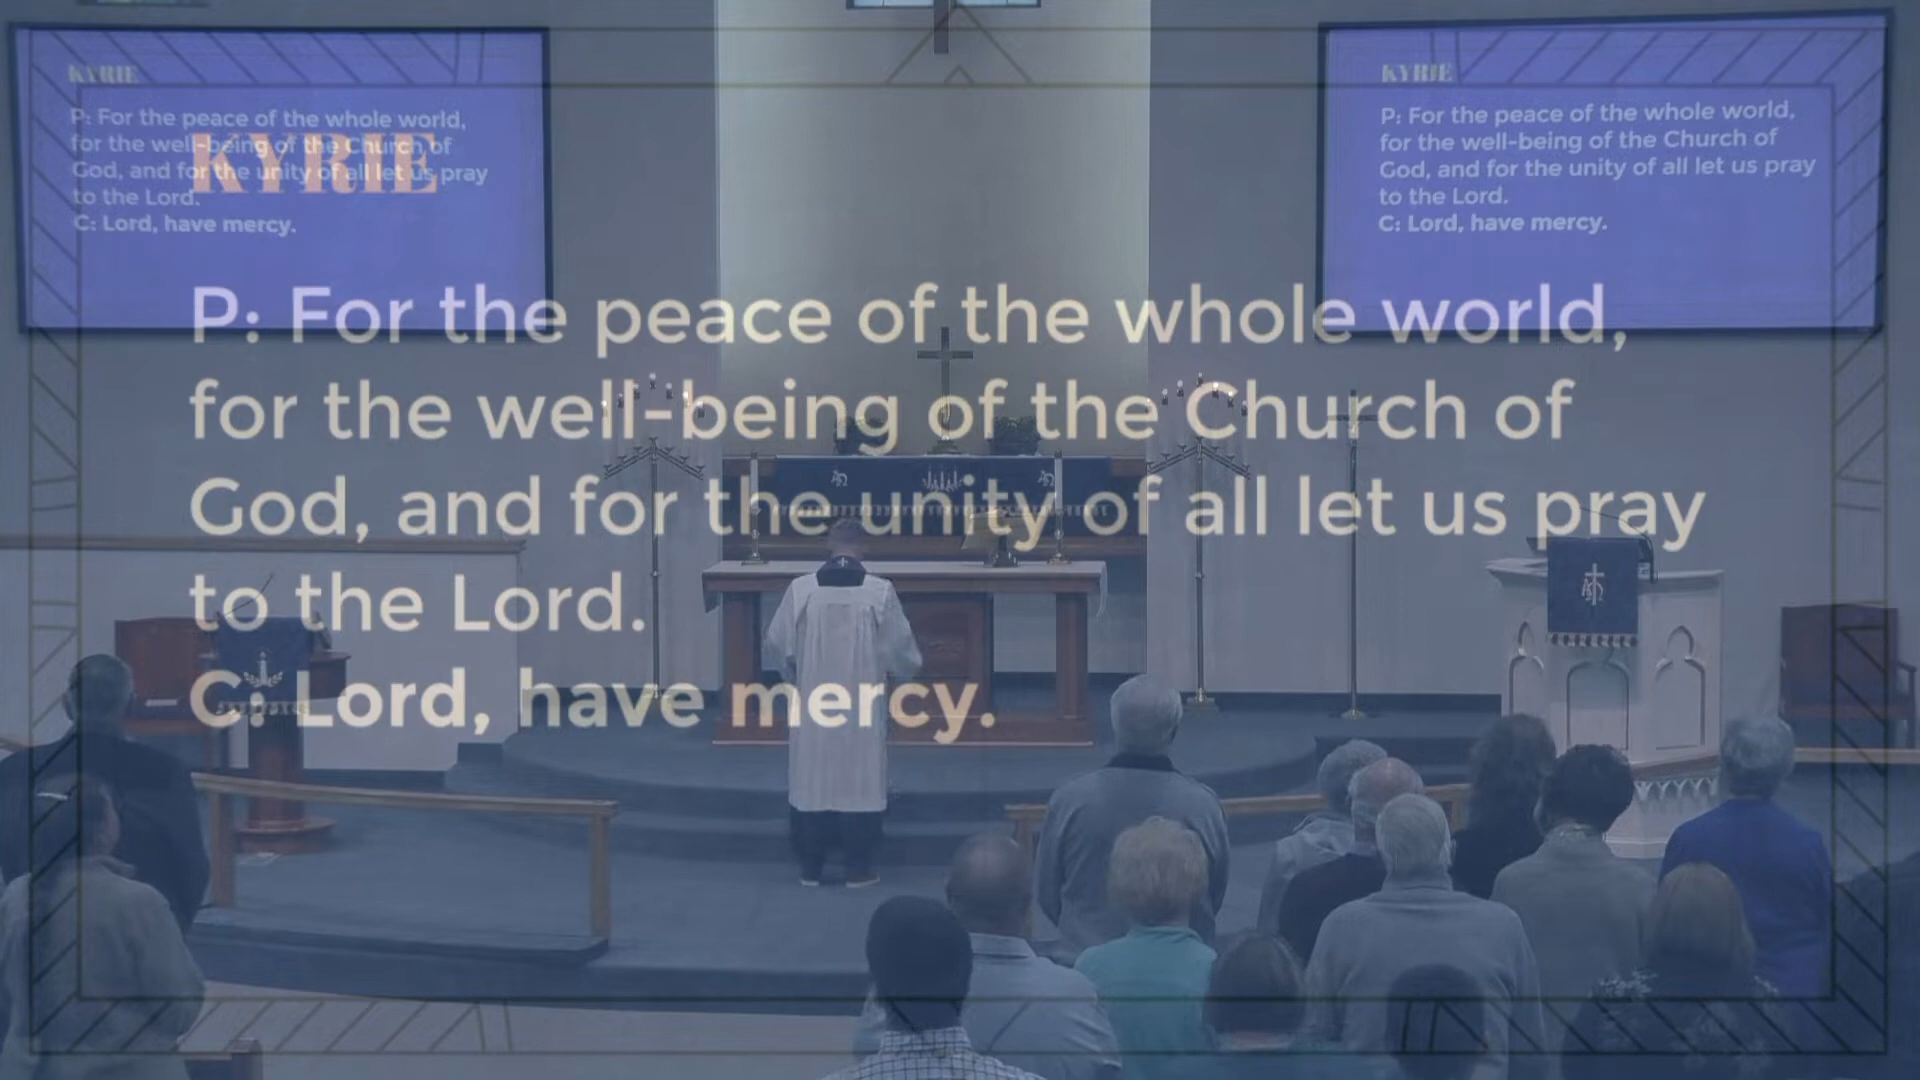 KYRIE
P: For the peace of the whole world,
for the well-being of the Church of
God, and for the unity of all let us pray
to the Lord.
C: Lord, have mercy.
KYRIE
P: For the peace of the whole world,
for the well-being of the Church of
God, and for the unity of all let us pray
to the Lord.
C: Lord, have mercy.
KYRIE
P: For the peace of the whole world,
for the well-being of the Church of
God, and for the unity of all let us pray
to the Lord.
C: Lord, have mercy.